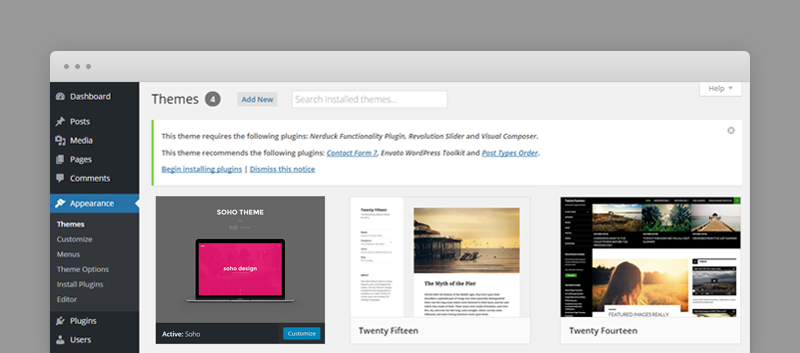 Dashboard
Posts
Media
Pages
Comments
Appearance
Themes
Customize
Menus
Theme Options
Install Plugins
Editor
Plugins
Users
Themes 4 Add New Search installed themes...
Help
This theme requires the following plugins: Nerduck Functionality Plugin, Revolution Slider and Visual Composer.
This theme recommends the following plugins: Contact Form 7, Envato WordPress Toolkit and Post Types Order.
Begin installing plugins | Dismiss this notice
SOHO THEME
soho design
Active: Soho Customize
Twenty Fifteen
The Myth of the Pier
Twenty Fifteen
Twenty Fourteen
FEATURED IMAGES REALLY
Twenty Fourteen